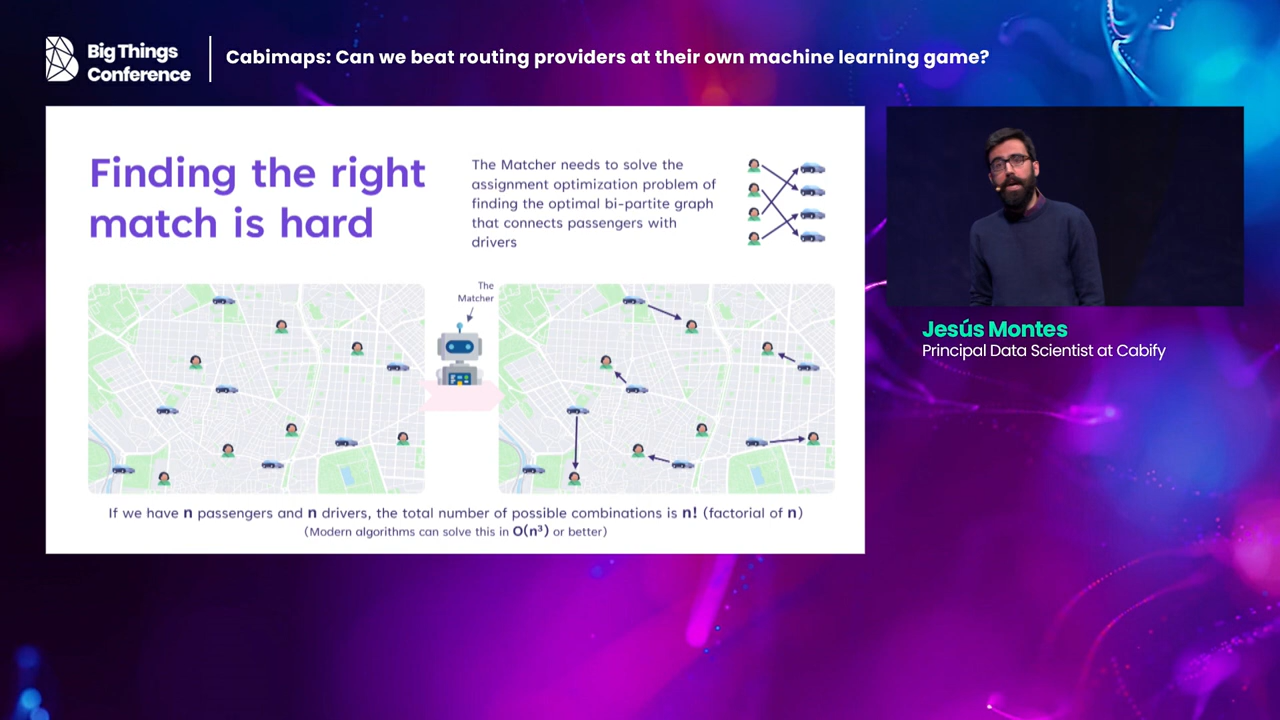 Big Things
Conference
Cabimaps: Can we beat routing providers at their own machine learning game?
Finding the right
match is hard
The Matcher needs to solve the
assignment optimization problem of
finding the optimal bi-partite graph
that connects passengers with
drivers
The
Matcher
If we have n passengers and n drivers, the total number of possible combinations is n! (factorial of n)
(Modern algorithms can solve this in O(n³) or better)
Jesús Montes
Principal Data Scientist at Cabify